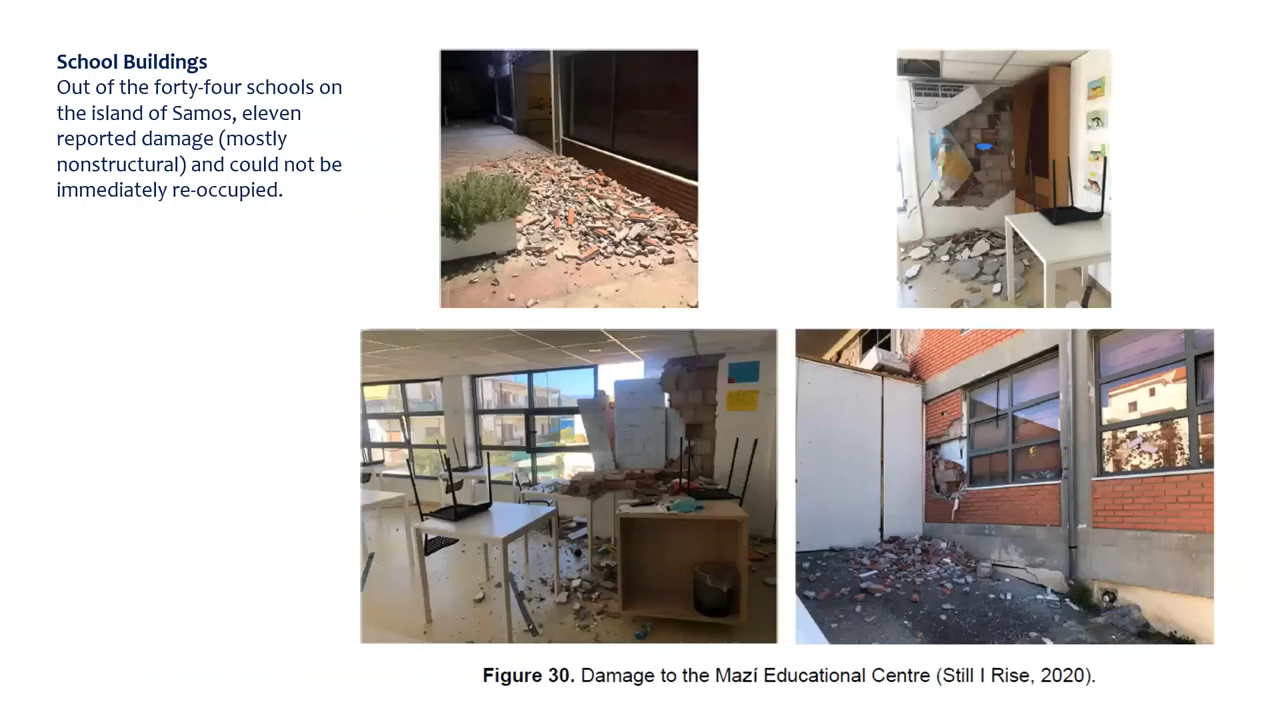 School Buildings
Out of the forty-four schools on
the island of Samos, eleven
reported damage (mostly
nonstructural) and could not be
immediately re-occupied.
Figure 30. Damage to the Mazí Educational Centre (Still I Rise, 2020).